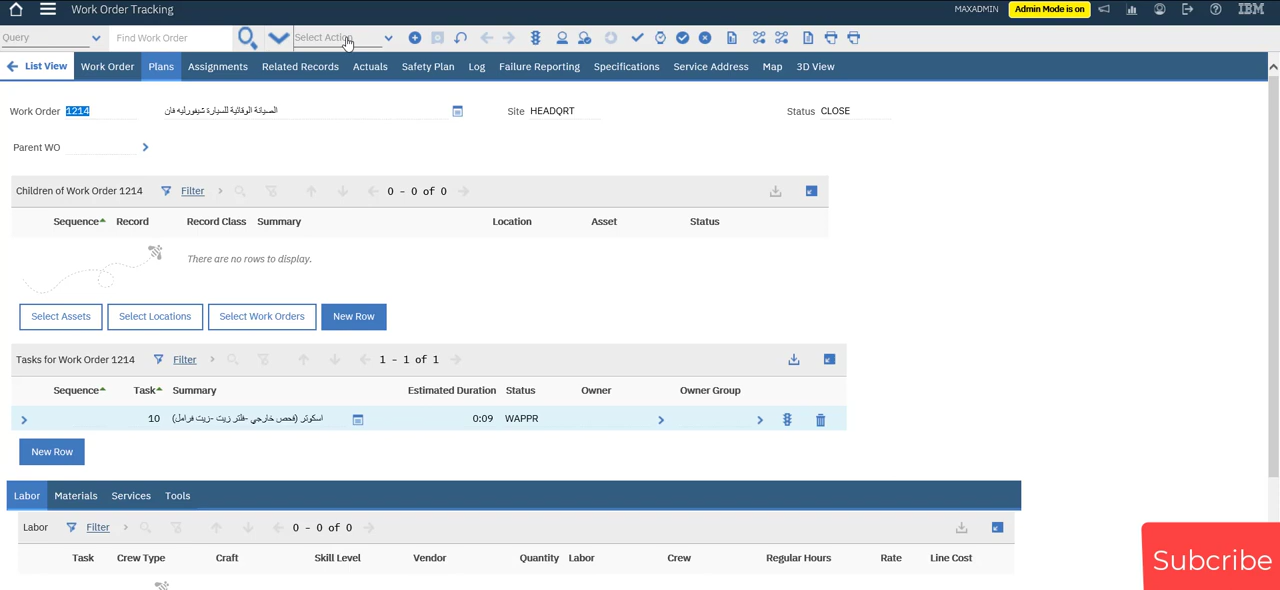 Work Order Tracking MAXADMIN Admin Mode is on IBM
Query Find Work Order Select Action
List View Work Order Plans Assignments Related Records Actuals Safety Plan Log Failure Reporting Specifications Service Address Map 3D View
Work Order 1214 الصيانة الوقائية للسيارة شيفورليه فان Site HEADQRT Status CLOSE
Parent WO
Children of Work Order 1214 Filter 0 - 0 of 0
Sequence Record Record Class Summary Location Asset Status
There are no rows to display.
Select Assets Select Locations Select Work Orders New Row
Tasks for Work Order 1214 Filter 1 - 1 of 1
Sequence Task Summary Estimated Duration Status Owner Owner Group
10 اسكوتر (فحص خارجي -فلتر زيت -زيت فرامل) 0:09 WAPPR
New Row
Labor Materials Services Tools
Labor Filter 0 - 0 of 0
Task Crew Type Craft Skill Level Vendor Quantity Labor Crew Regular Hours Rate Line Cost
Subcribe